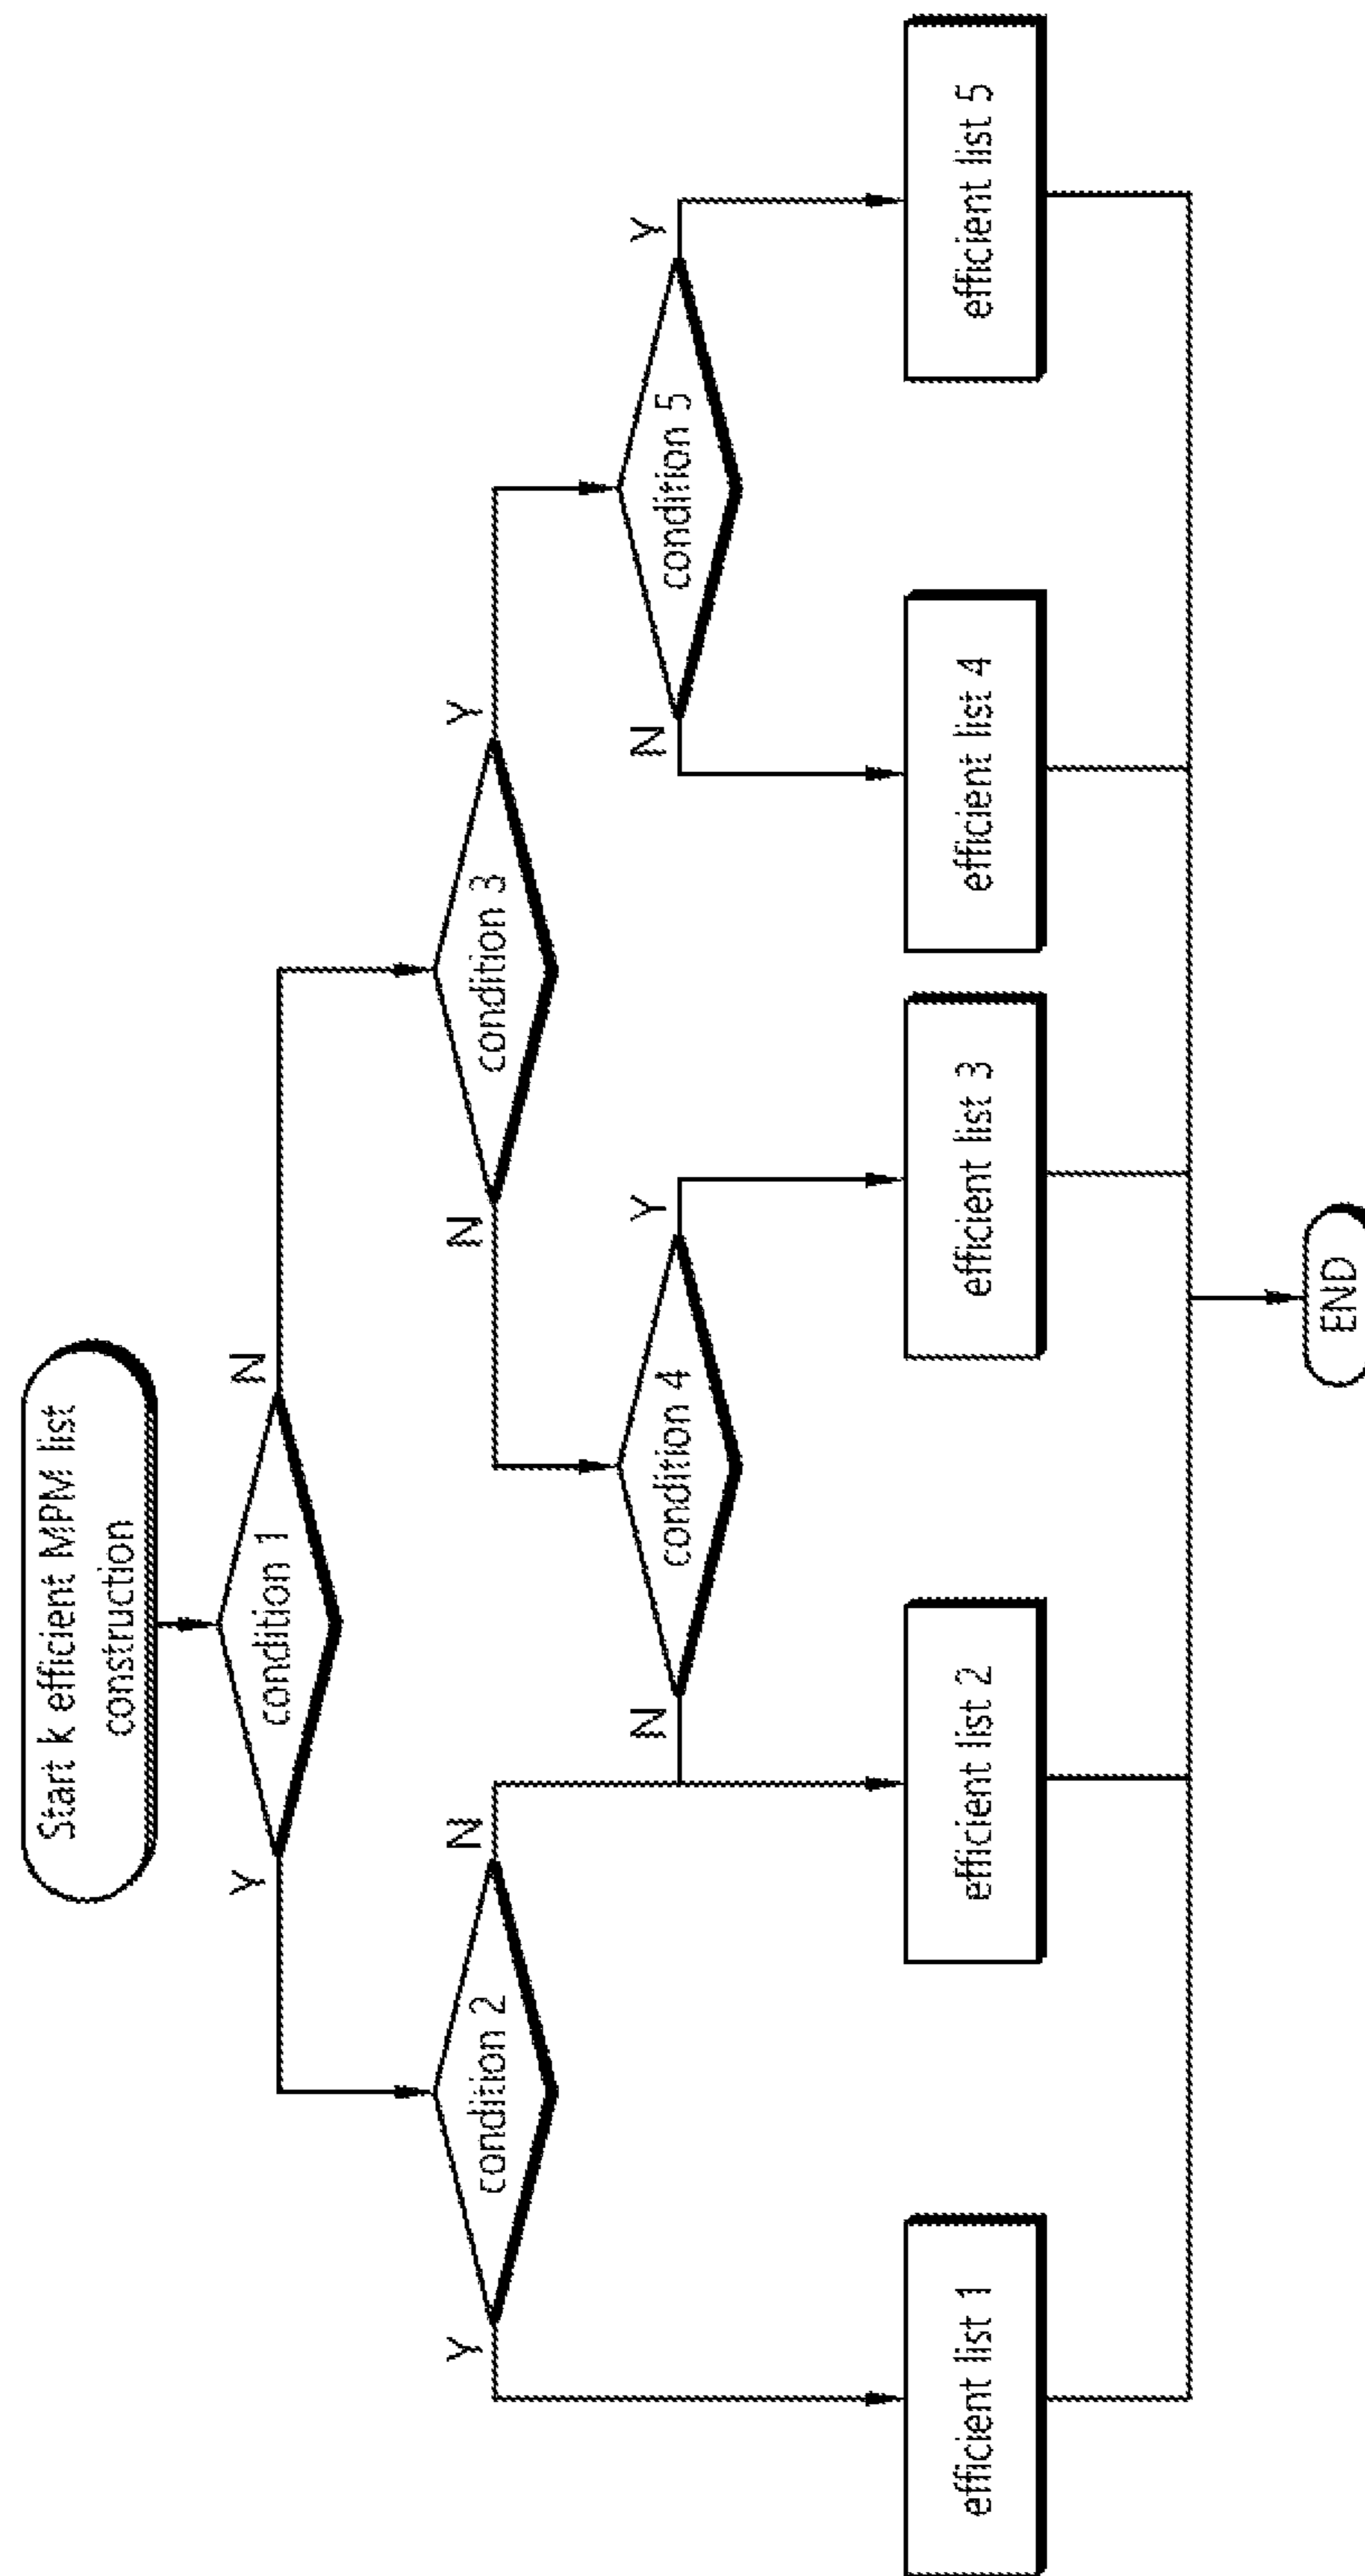 Start k efficient MPM list
construction
condition 1
Y
N
condition 2
Y
N
condition 3
N
Y
condition 4
N
Y
condition 5
N
Y
efficient list 1
efficient list 2
efficient list 3
efficient list 4
efficient list 5
END